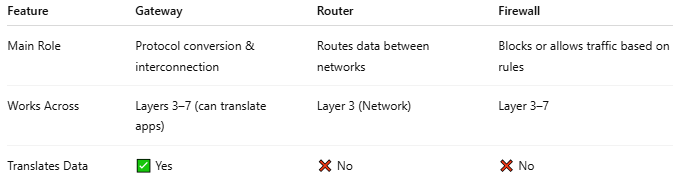 Feature Gateway Router Firewall
Main Role Protocol conversion & Routes data between Blocks or allows traffic based on
interconnection networks rules
Works Across Layers 3–7 (can translate Layer 3 (Network) Layer 3–7
apps)
Translates Data ✅ Yes ❌ No ❌ No